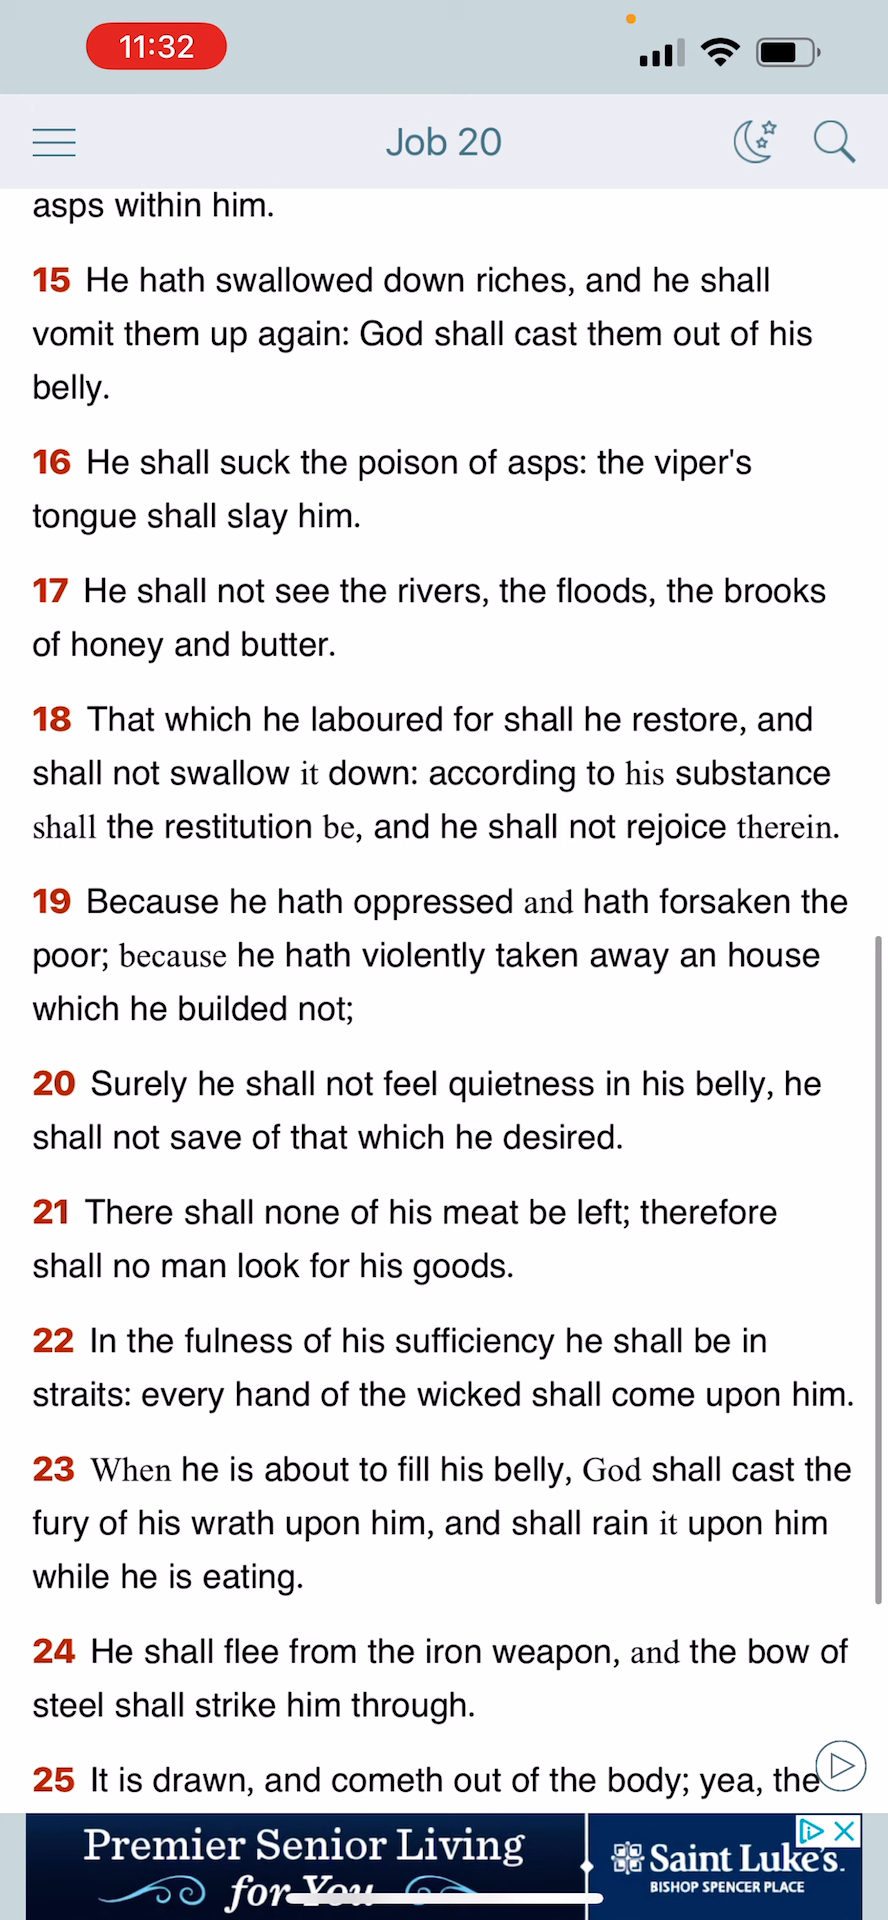 11:32
Job 20
asps within him.
15 He hath swallowed down riches, and he shall
vomit them up again: God shall cast them out of his
belly.
16 He shall suck the poison of asps: the viper's
tongue shall slay him.
17 He shall not see the rivers, the floods, the brooks
of honey and butter.
18 That which he laboured for shall he restore, and
shall not swallow it down: according to his substance
shall the restitution be, and he shall not rejoice therein.
19 Because he hath oppressed and hath forsaken the
poor; because he hath violently taken away an house
which he builded not;
20 Surely he shall not feel quietness in his belly, he
shall not save of that which he desired.
21 There shall none of his meat be left; therefore
shall no man look for his goods.
22 In the fulness of his sufficiency he shall be in
straits: every hand of the wicked shall come upon him.
23 When he is about to fill his belly, God shall cast the
fury of his wrath upon him, and shall rain it upon him
while he is eating.
24 He shall flee from the iron weapon, and the bow of
steel shall strike him through.
25 It is drawn, and cometh out of the body; yea, the
Premier Senior Living
for You
Saint Luke's.
BISHOP SPENCER PLACE